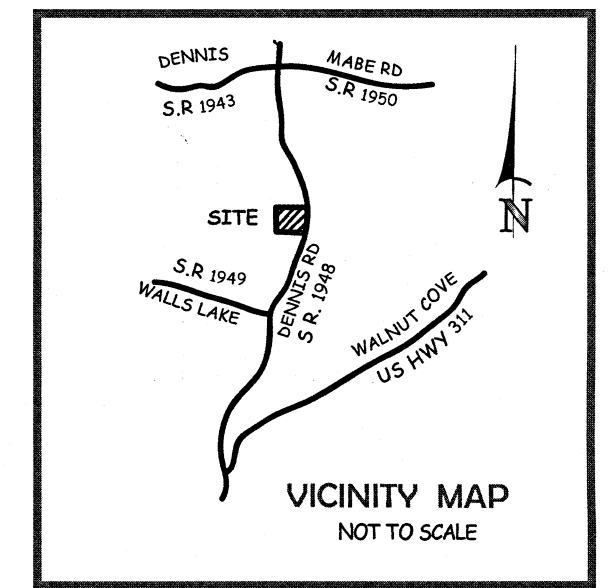 DENNIS
MABE RD
S.R 1943
S.R 1950
N
SITE
S.R 1949
WALLS LAKE
DENNIS RD
S R. 1948
WALNUT COVE
US HWY 311
VICINITY MAP
NOT TO SCALE